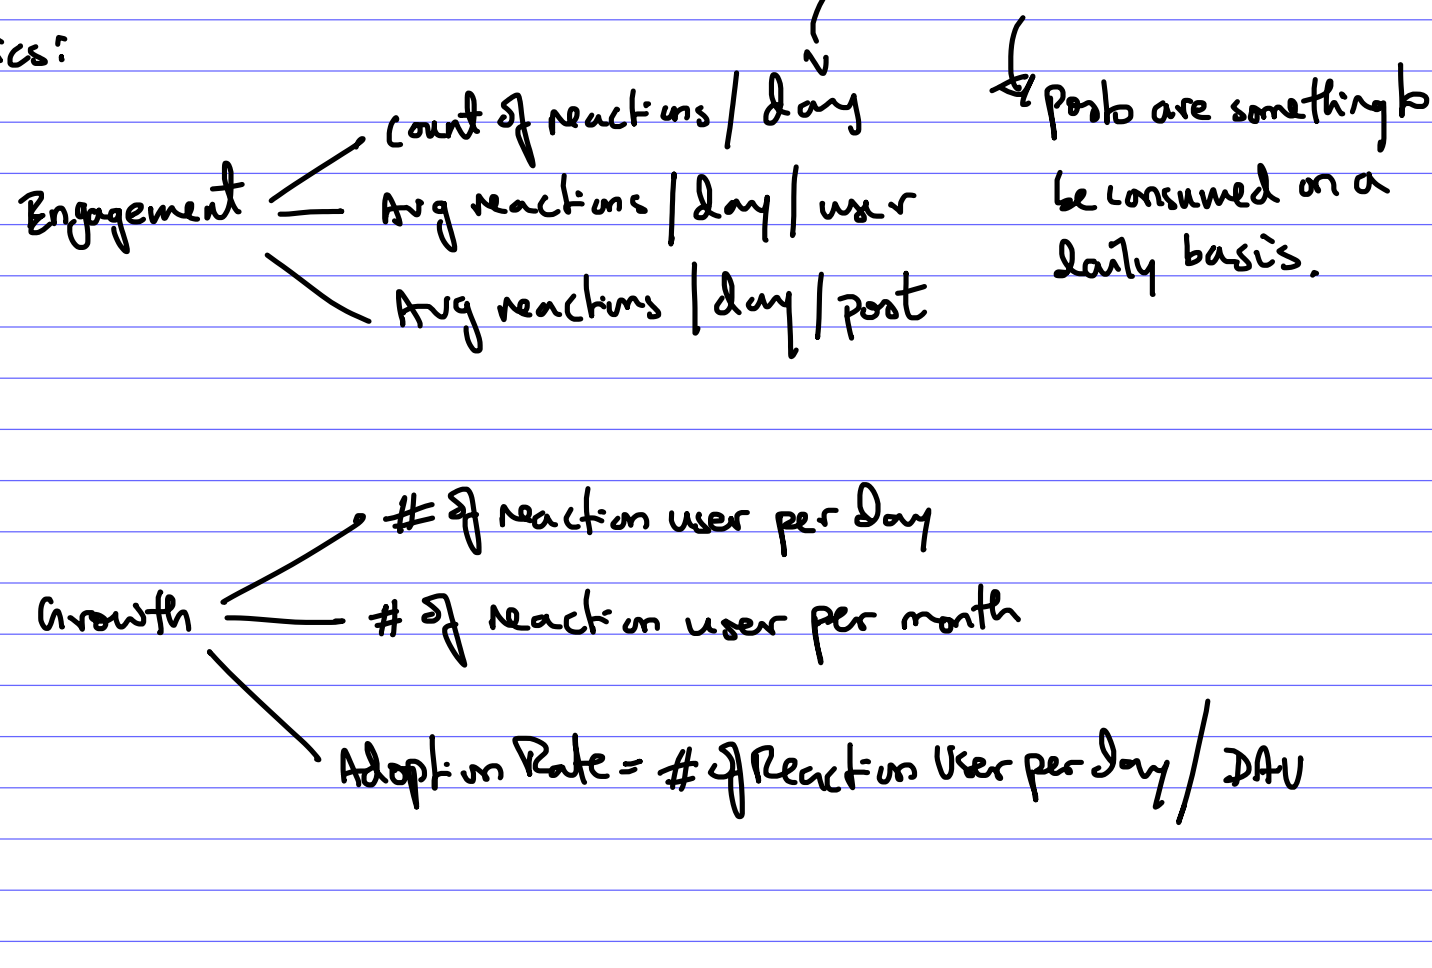 ics:
Count of reactions / day
Engagement
Avg reactions / day / user
Avg reactions / day / post
Posts are something to
be consumed on a
daily basis.
# of reaction user per day
Growth
# of reaction user per month
Adoption Rate = # of Reaction User per day / DAU